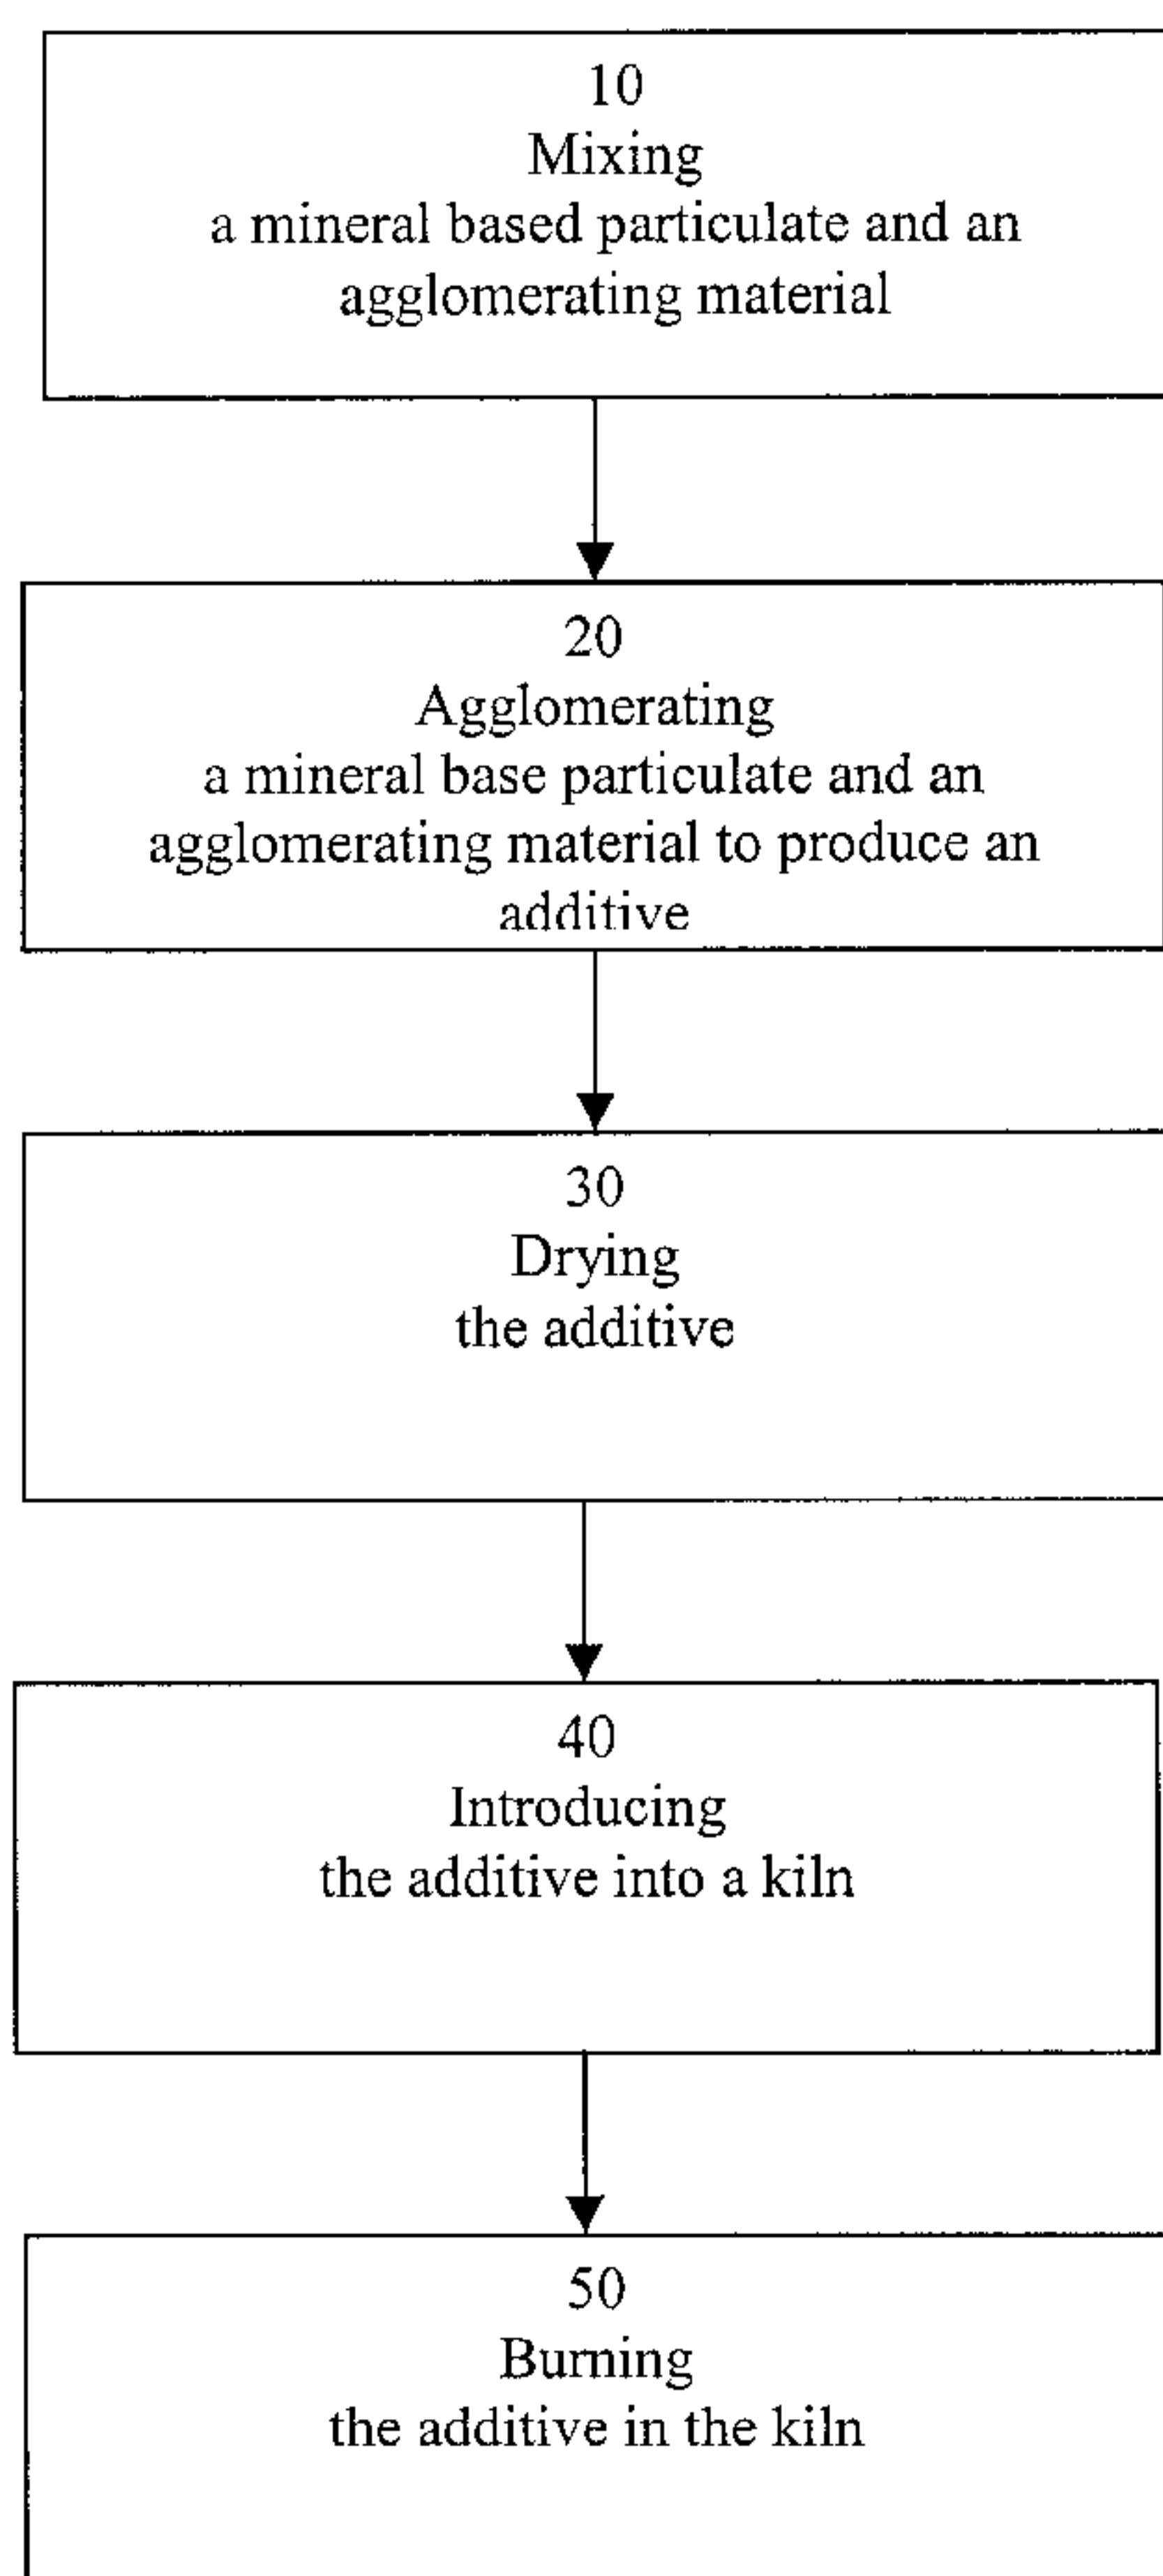 10
Mixing
a mineral based particulate and an
agglomerating material
20
Agglomerating
a mineral base particulate and an
agglomerating material to produce an
additive
30
Drying
the additive
40
Introducing
the additive into a kiln
50
Burning
the additive in the kiln